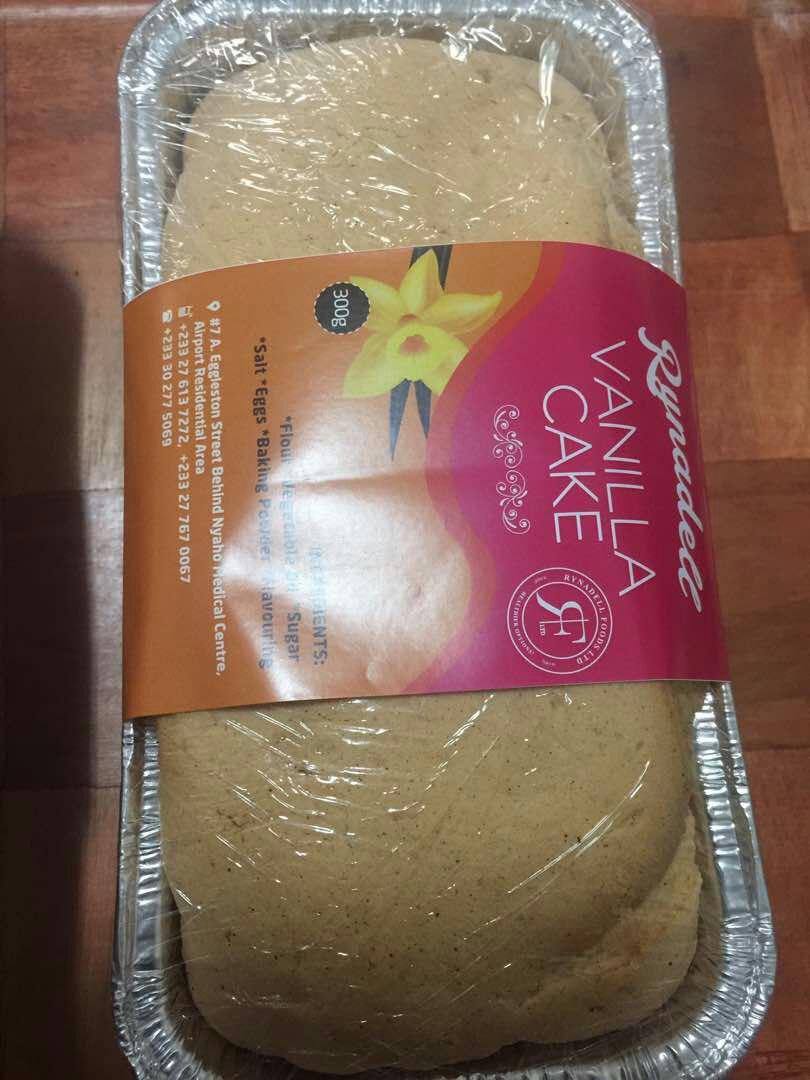 Rynadell
VANILLA
CAKE
RYNADELL FOODS LTD
RF
LTD.
300g
INGREDIENTS:
*Flour *Vegetable Oil *Sugar
*Salt *Eggs *Baking Powder *Flavouring
#7 A. Eggleston Street Behind Nyaho Medical Centre,
Airport Residential Area
+233 27 613 7272, +233 27 767 0067
+233 30 277 5069